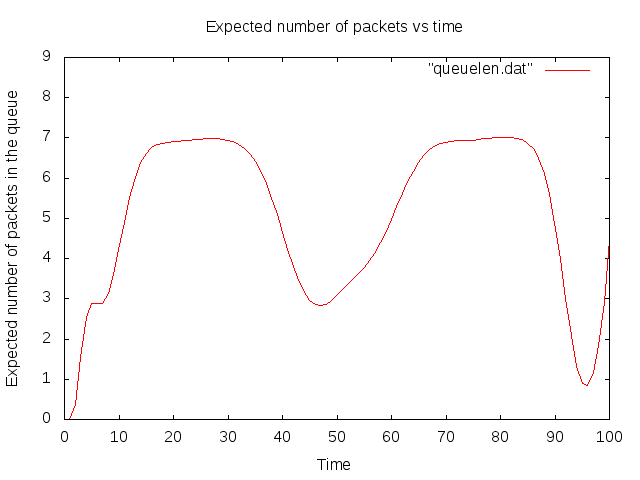 Expected number of packets vs time
"queuelen.dat"
Expected number of packets in the queue
9
8
7
6
5
4
3
2
1
0
0 10 20 30 40 50 60 70 80 90 100
Time